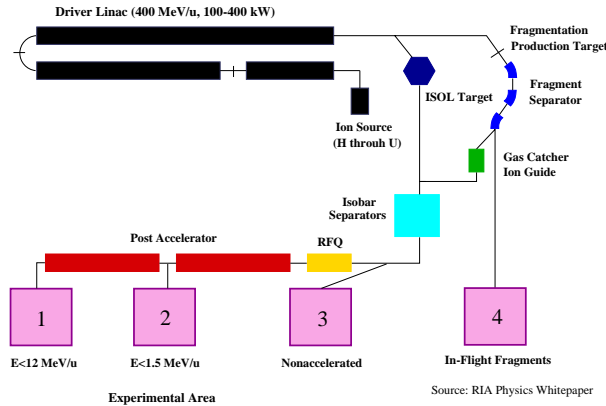 Driver Linac (400 MeV/u, 100-400 kW)
Fragmentation
Production Target
Fragment
Separator
ISOL Target
Ion Source
(H throuh U)
Gas Catcher
Ion Guide
Isobar
Separators
Post Accelerator
RFQ
1
2
3
4
E<12 MeV/u
E<1.5 MeV/u
Nonaccelerated
In-Flight Fragments
Experimental Area
Source: RIA Physics Whitepaper